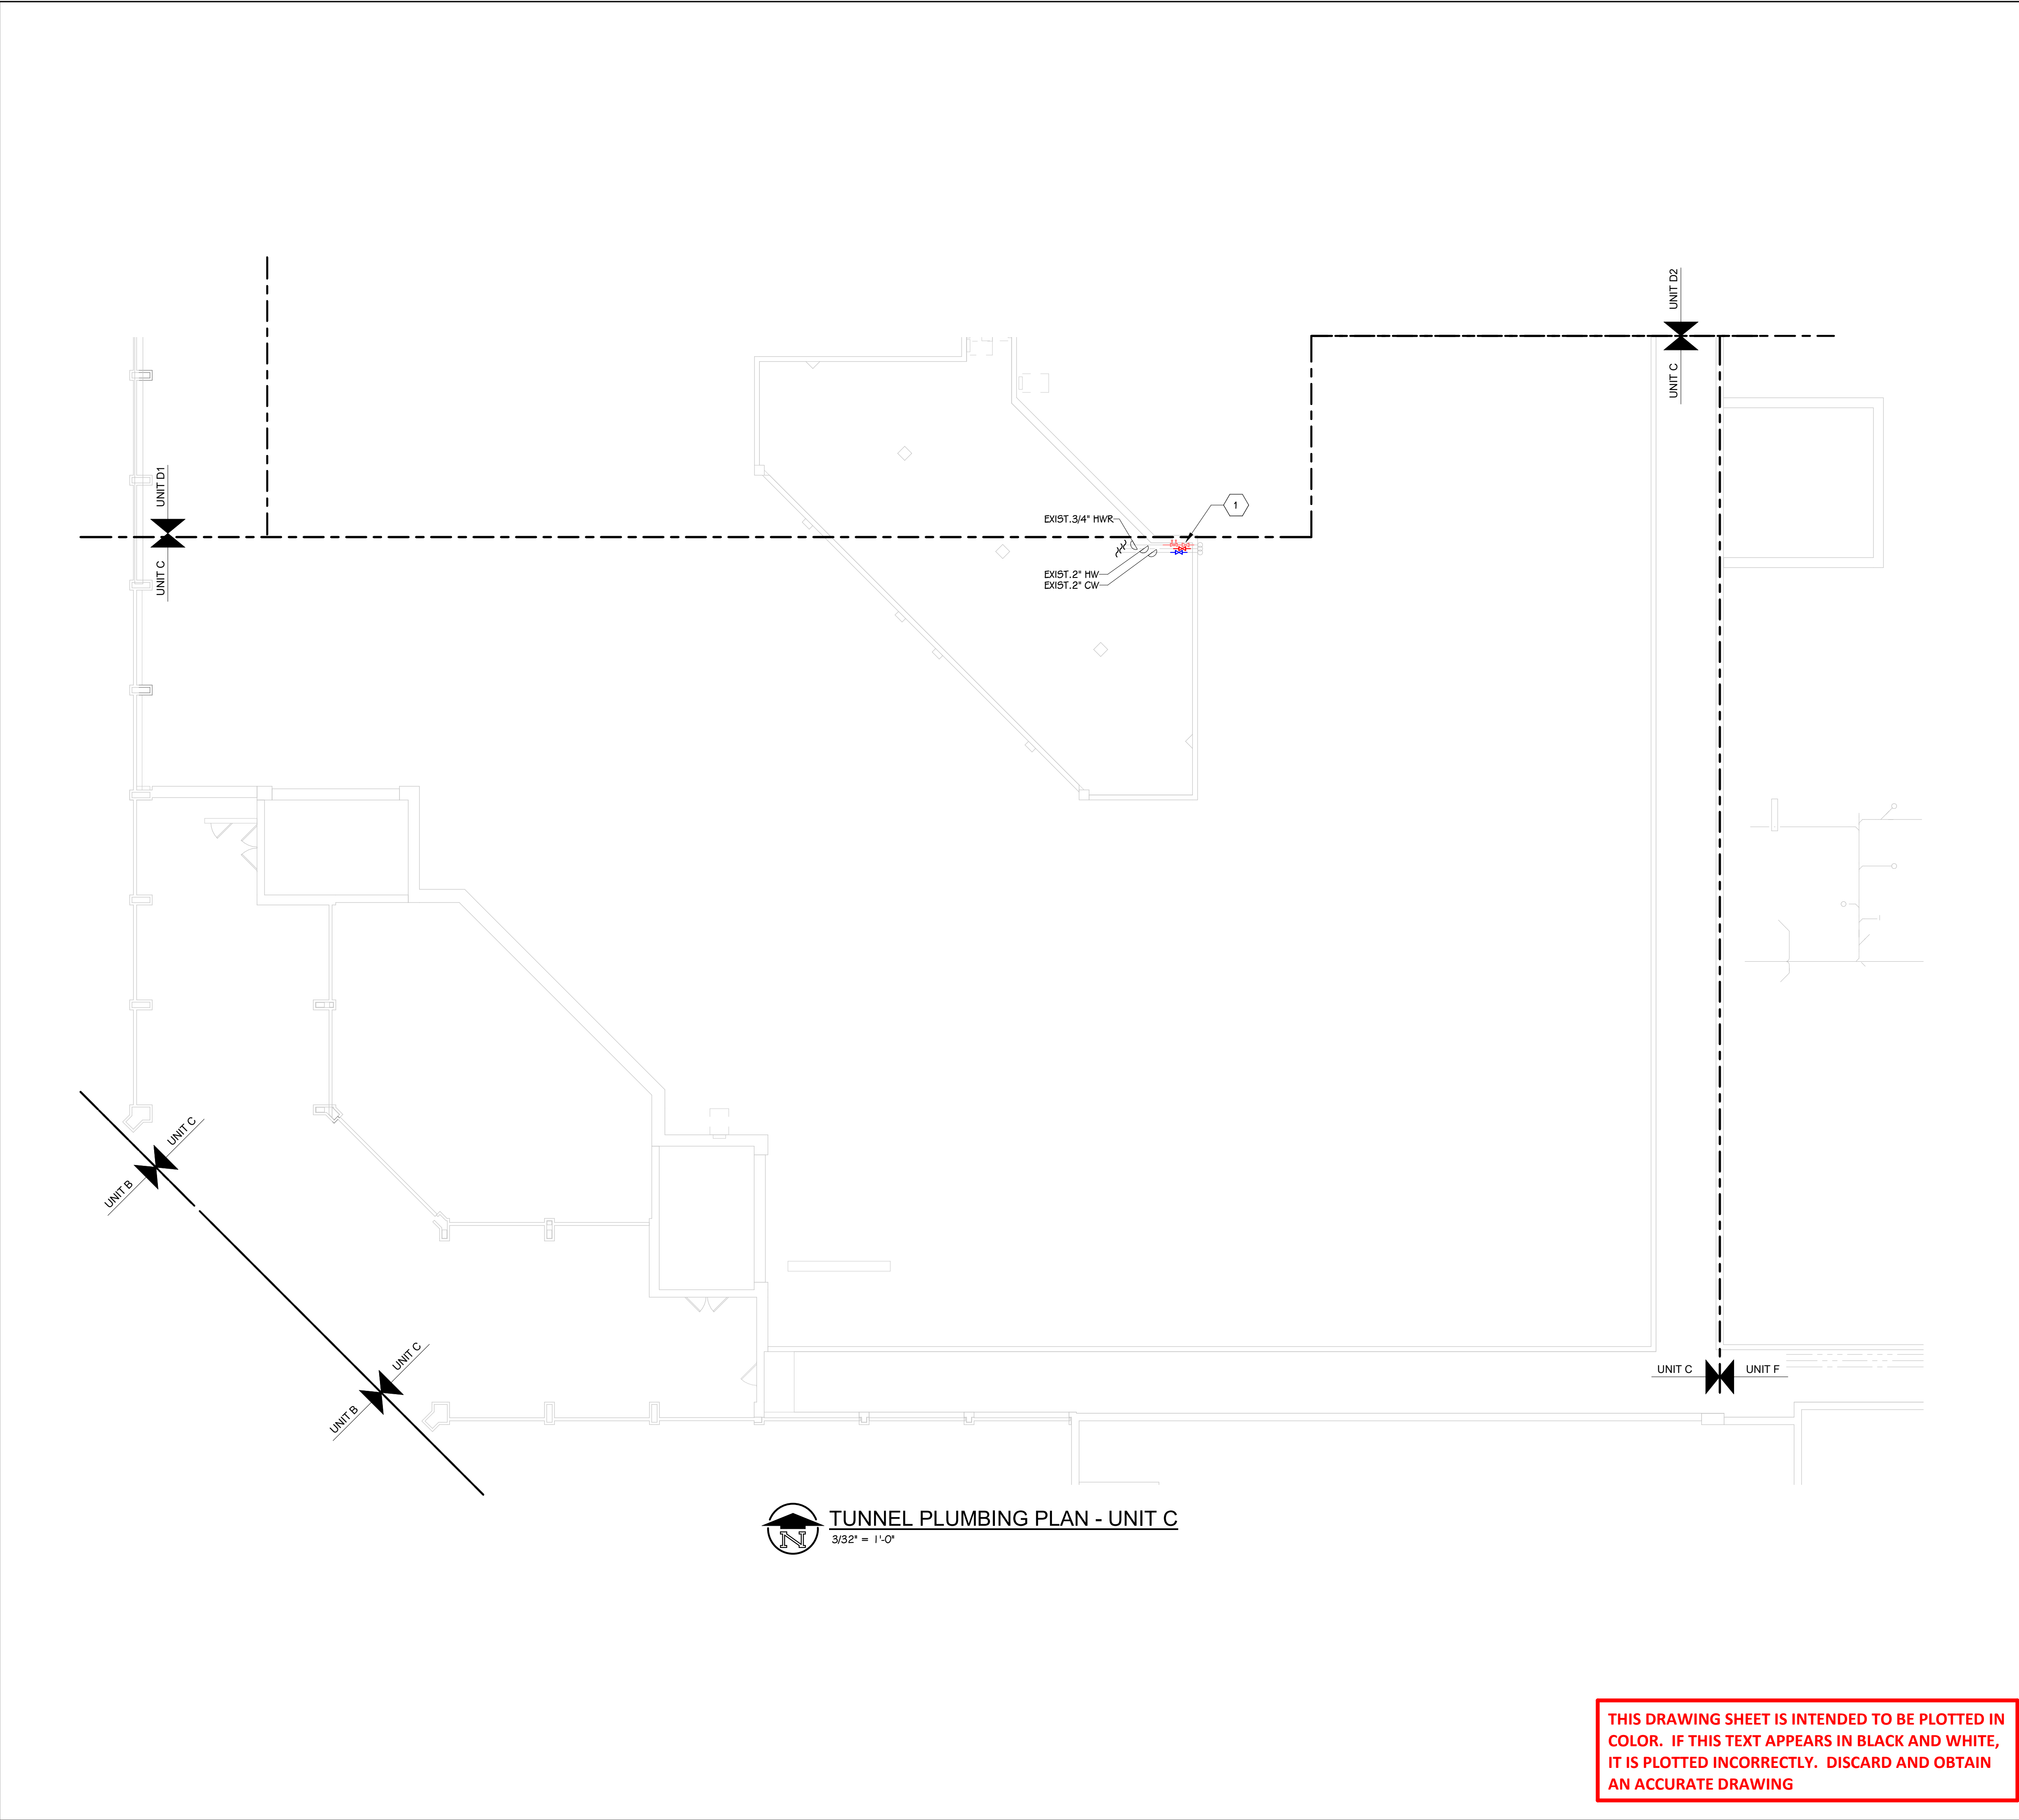 UNIT D2
UNIT C
UNIT D1
UNIT C
1
EXIST.3/4" HWR
EXIST.2" HW
EXIST.2" CW
UNIT C
UNIT B
UNIT C
UNIT B
UNIT C
UNIT F
N
TUNNEL PLUMBING PLAN - UNIT C
3/32" = 1'-0"
THIS DRAWING SHEET IS INTENDED TO BE PLOTTED IN
COLOR. IF THIS TEXT APPEARS IN BLACK AND WHITE,
IT IS PLOTTED INCORRECTLY. DISCARD AND OBTAIN
AN ACCURATE DRAWING